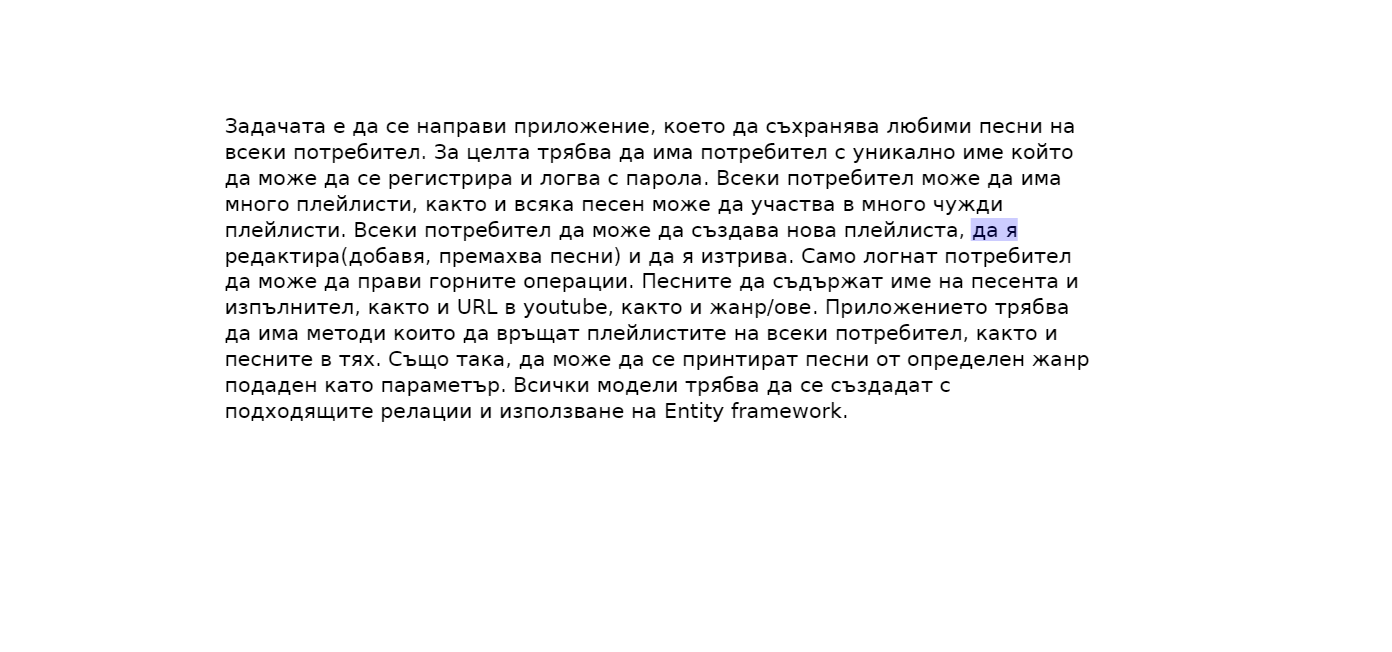 Задачата е да се направи приложение, което да съхранява любими песни на
всеки потребител. За целта трябва да има потребител с уникално име който
да може да се регистрира и логва с парола. Всеки потребител може да има
много плейлисти, както и всяка песен може да участва в много чужди
плейлисти. Всеки потребител да може да създава нова плейлиста, да я
редактира(добавя, премахва песни) и да я изтрива. Само логнат потребител
да може да прави горните операции. Песните да съдържат име на песента и
изпълнител, както и URL в youtube, както и жанр/ове. Приложението трябва
да има методи които да връщат плейлистите на всеки потребител, както и
песните в тях. Също така, да може да се принтират песни от определен жанр
подаден като параметър. Всички модели трябва да се създадат с
подходящите релации и използване на Entity framework.